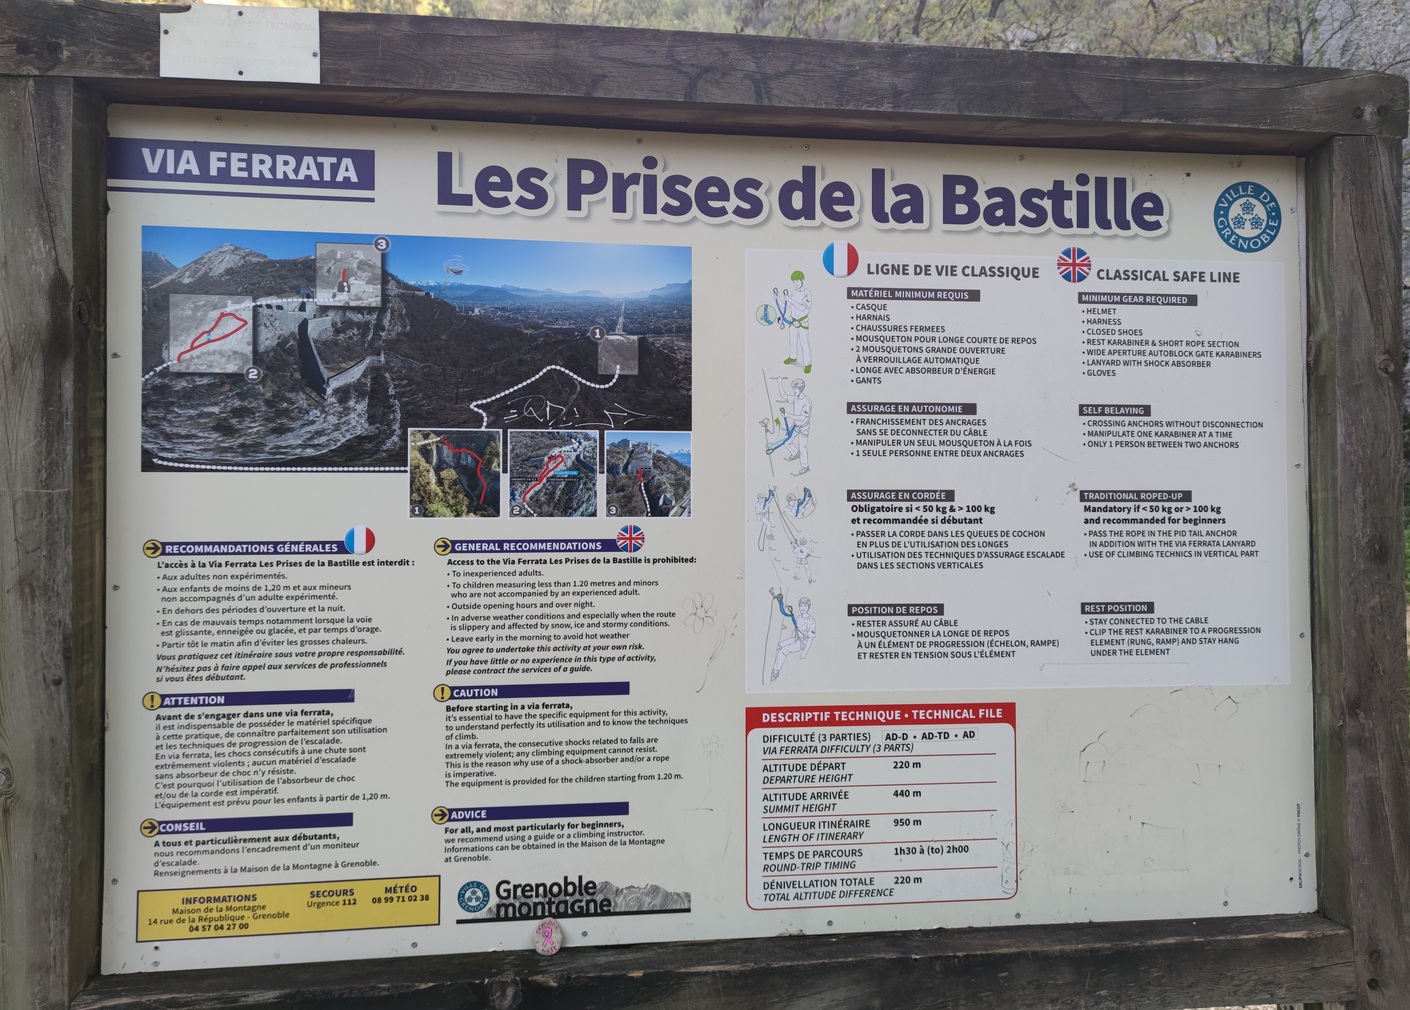 VIA FERRATA
Les Prises de la Bastille
VILLE DE
GRENOBLE
3
2
1
1
2
3
RECOMMANDATIONS GÉNÉRALES
L'accès à la Via Ferrata Les Prises de la Bastille est interdit :
• Aux adultes non expérimentés.
• Aux enfants de moins de 1,20 m et aux mineurs
non accompagnés d'un adulte expérimenté.
• En dehors des périodes d'ouverture et la nuit.
• En cas de mauvais temps notamment lorsque la voie
est glissante, enneigée ou glacée, et par temps d'orage.
• Partir tôt le matin afin d'éviter les grosses chaleurs.
Vous pratiquez cet itinéraire sous votre propre responsabilité.
N'hésitez pas à faire appel aux services de professionnels
si vous êtes débutant.
ATTENTION
Avant de s'engager dans une via ferrata,
il est indispensable de posséder le matériel spécifique
à cette pratique, de connaître parfaitement son utilisation
et les techniques de progression de l'escalade.
En via ferrata, les chocs consécutifs à une chute sont
extrêmement violents ; aucun matériel d'escalade
sans absorbeur de choc n'y résiste.
C'est pourquoi l'utilisation de l'absorbeur de choc
et/ou de la corde est impératif.
L'équipement est prévu pour les enfants à partir de 1,20 m.
CONSEIL
A tous et particulièrement aux débutants,
nous recommandons l'encadrement d'un moniteur
d'escalade.
Renseignements à la Maison de la Montagne à Grenoble.
INFORMATIONS
Maison de la Montagne
14 rue de la République - Grenoble
04 57 04 27 00
SECOURS
Urgence 112
MÉTÉO
08 99 71 02 38
GENERAL RECOMMENDATIONS
Access to the Via Ferrata Les Prises de la Bastille is prohibited:
• To inexperienced adults.
• To children measuring less than 1.20 metres and minors
who are not accompanied by an experienced adult.
• Outside opening hours and over night.
• In adverse weather conditions and especially when the route
is slippery and affected by snow, ice and stormy conditions.
• Leave early in the morning to avoid hot weather
You agree to undertake this activity at your own risk.
If you have little or no experience in this type of activity,
please contract the services of a guide.
CAUTION
Before starting in a via ferrata,
it's essential to have the specific equipment for this activity,
to understand perfectly its utilisation and to know the techniques
of climb.
In a via ferrata, the consecutive shocks related to falls are
extremely violent; any climbing equipment cannot resist.
This is the reason why use of a shock-absorber and/or a rope
is imperative.
The equipment is provided for the children starting from 1.20 m.
ADVICE
For all, and most particularly for beginners,
we recommend using a guide or a climbing instructor.
Informations can be obtained in the Maison de la Montagne
at Grenoble.
VILLE DE
GRENOBLE
Grenoble
montagne
LIGNE DE VIE CLASSIQUE
MATÉRIEL MINIMUM REQUIS
• CASQUE
• HARNAIS
• CHAUSSURES FERMEES
• MOUSQUETON POUR LONGE COURTE DE REPOS
• 2 MOUSQUETONS GRANDE OUVERTURE
À VERROUILLAGE AUTOMATIQUE
• LONGE AVEC ABSORBEUR D'ÉNERGIE
• GANTS
ASSURAGE EN AUTONOMIE
• FRANCHISSEMENT DES ANCRAGES
SANS SE DECONNECTER DU CÂBLE
• MANIPULER UN SEUL MOUSQUETON À LA FOIS
• 1 SEULE PERSONNE ENTRE DEUX ANCRAGES
ASSURAGE EN CORDÉE
Obligatoire si < 50 kg & > 100 kg
et recommandée si débutant
• PASSER LA CORDE DANS LES QUEUES DE COCHON
EN PLUS DE L'UTILISATION DES LONGES
• UTILISATION DES TECHNIQUES D'ASSURAGE ESCALADE
DANS LES SECTIONS VERTICALES
POSITION DE REPOS
• RESTER ASSURÉ AU CÂBLE
• MOUSQUETONNER LA LONGE DE REPOS
À UN ÉLÉMENT DE PROGRESSION (ÉCHELON, RAMPE)
ET RESTER EN TENSION SOUS L'ÉLÉMENT
CLASSICAL SAFE LINE
MINIMUM GEAR REQUIRED
• HELMET
• HARNESS
• CLOSED SHOES
• REST KARABINER & SHORT ROPE SECTION
• WIDE APERTURE AUTOBLOCK GATE KARABINERS
• LANYARD WITH SHOCK ABSORBER
• GLOVES
SELF BELAYING
• CROSSING ANCHORS WITHOUT DISCONNECTION
• MANIPULATE ONE KARABINER AT A TIME
• ONLY 1 PERSON BETWEEN TWO ANCHORS
TRADITIONAL ROPED-UP
Mandatory if < 50 kg or > 100 kg
and recommanded for beginners
• PASS THE ROPE IN THE PID TAIL ANCHOR
IN ADDITION WITH THE VIA FERRATA LANYARD
• USE OF CLIMBING TECHNICS IN VERTICAL PART
REST POSITION
• STAY CONNECTED TO THE CABLE
• CLIP THE REST KARABINER TO A PROGRESSION
ELEMENT (RUNG, RAMP) AND STAY HANG
UNDER THE ELEMENT
DESCRIPTIF TECHNIQUE • TECHNICAL FILE
DIFFICULTÉ (3 PARTIES) AD-D • AD-TD • AD
VIA FERRATA DIFFICULTY (3 PARTS)
ALTITUDE DÉPART 220 m
DEPARTURE HEIGHT
ALTITUDE ARRIVÉE 440 m
SUMMIT HEIGHT
LONGUEUR ITINÉRAIRE 950 m
LENGTH OF ITINERARY
TEMPS DE PARCOURS 1h30 à (to) 2h00
ROUND-TRIP TIMING
DÉNIVELLATION TOTALE 220 m
TOTAL ALTITUDE DIFFERENCE